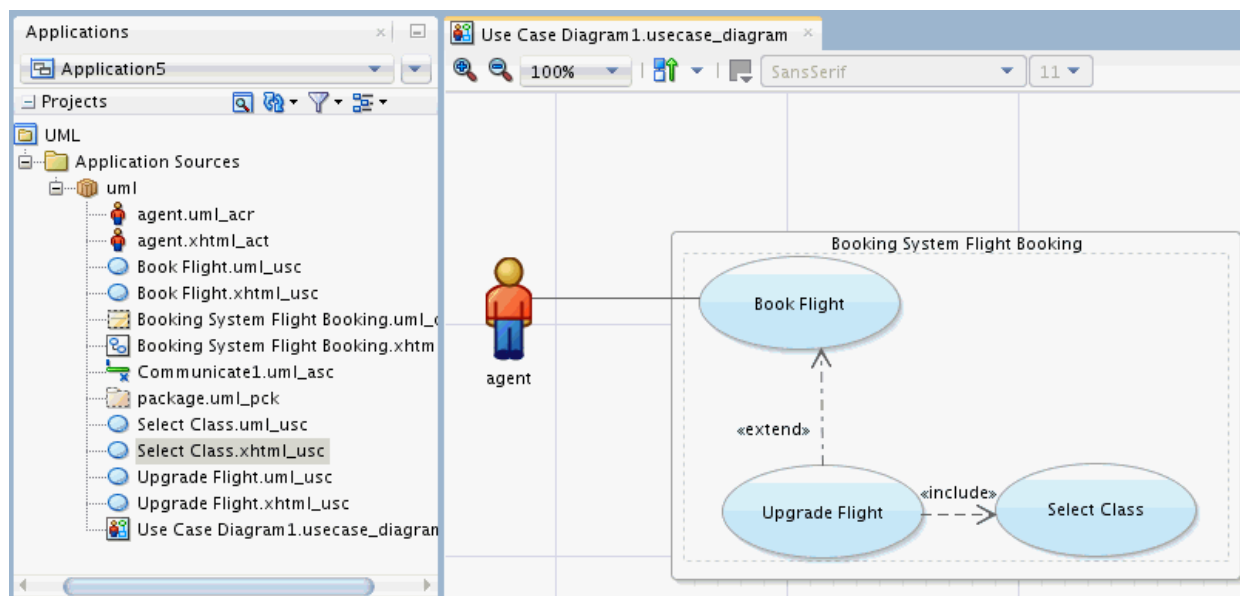 Applications
Application5
Projects
UML
Application Sources
uml
agent.uml_acr
agent.xhtml_act
Book Flight.uml_usc
Book Flight.xhtml_usc
Booking System Flight Booking.uml_
Booking System Flight Booking.xhtm
Communicate1.uml_asc
package.uml_pck
Select Class.uml_usc
Select Class.xhtml_usc
Upgrade Flight.uml_usc
Upgrade Flight.xhtml_usc
Use Case Diagram1.usecase_diagran
Use Case Diagram1.usecase_diagram
100% SansSerif 11
Booking System Flight Booking
Book Flight
agent
«extend»
«include»
Upgrade Flight
Select Class